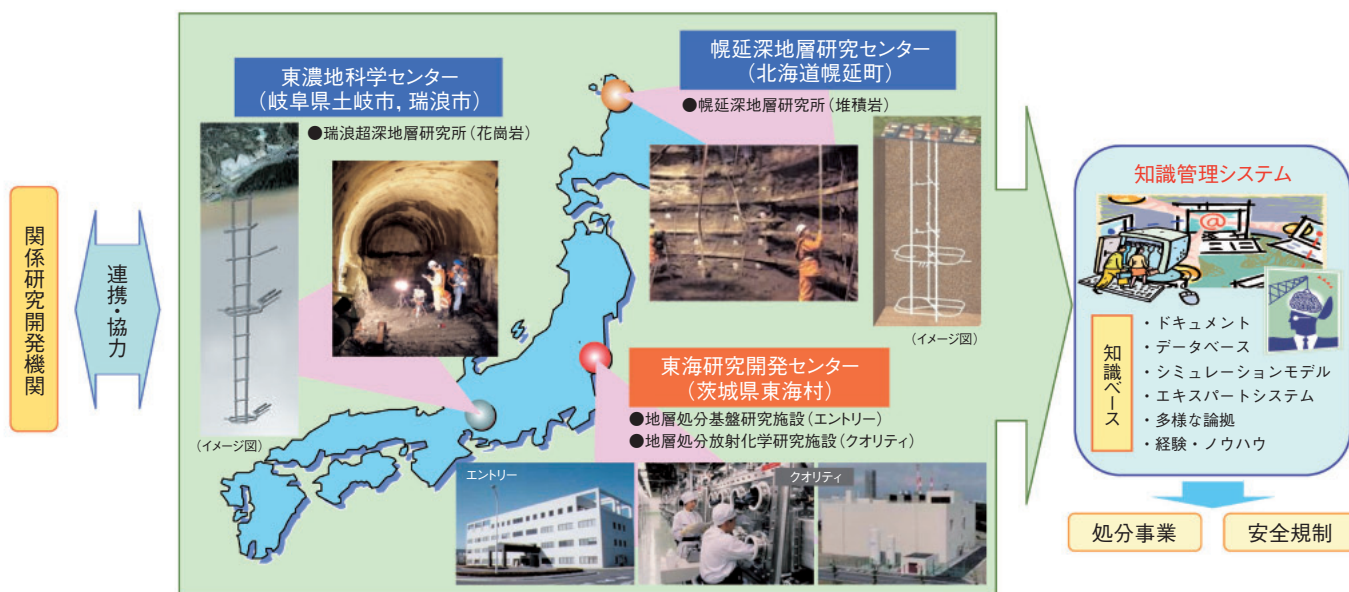 関係研究開発機関
連携・協力
東濃地科学センター
(岐阜県土岐市, 瑞浪市)
●瑞浪超深地層研究所(花崗岩)
(イメージ図)
幌延深地層研究センター
(北海道幌延町)
●幌延深地層研究所(堆積岩)
(イメージ図)
東海研究開発センター
(茨城県東海村)
●地層処分基盤研究施設(エントリー)
●地層処分放射化学研究施設(クオリティ)
エントリー
クオリティ
知識管理システム
@
知識ベース
・ドキュメント
・データベース
・シミュレーションモデル
・エキスパートシステム
・多様な論拠
・経験・ノウハウ
処分事業
安全規制